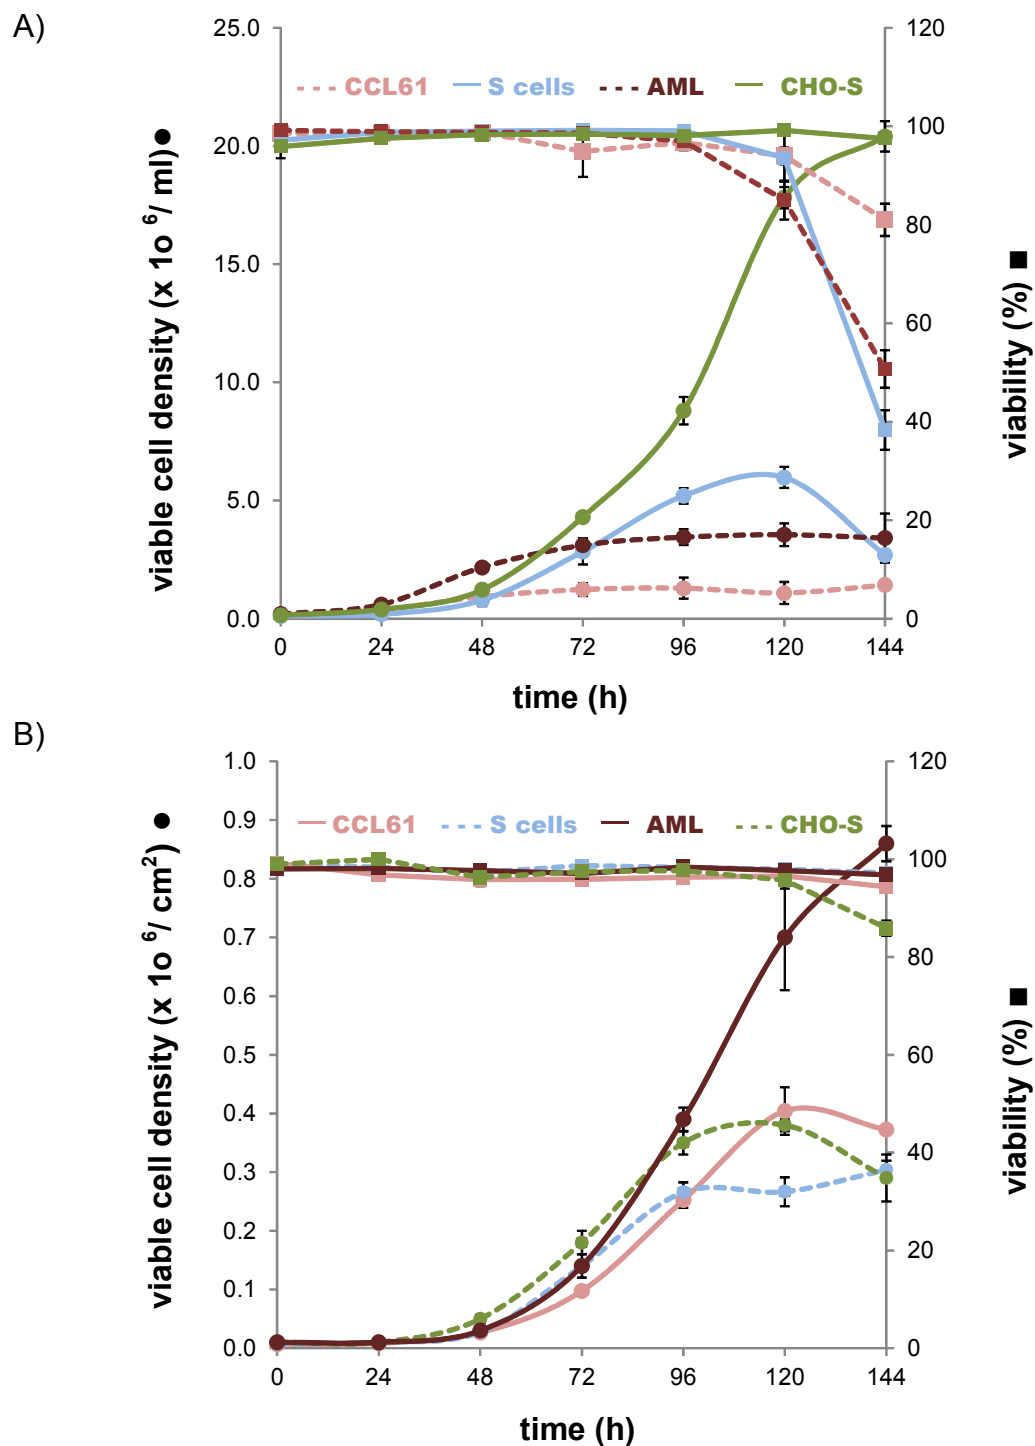 A)
25.0
20.0
15.0
10.0
5.0
0.0
viable cell density (x 1o 6/ ml) ●
CCL61 S cells AML CHO-S
120
100
80
60
40
20
0
viability (%) ■
0 24 48 72 96 120 144
time (h)
B)
1.0
0.9
0.8
0.7
0.6
0.5
0.4
0.3
0.2
0.1
0.0
viable cell density (x 1o 6/ cm2) ●
CCL61 S cells AML CHO-S
120
100
80
60
40
20
0
viability (%) ■
0 24 48 72 96 120 144
time (h)